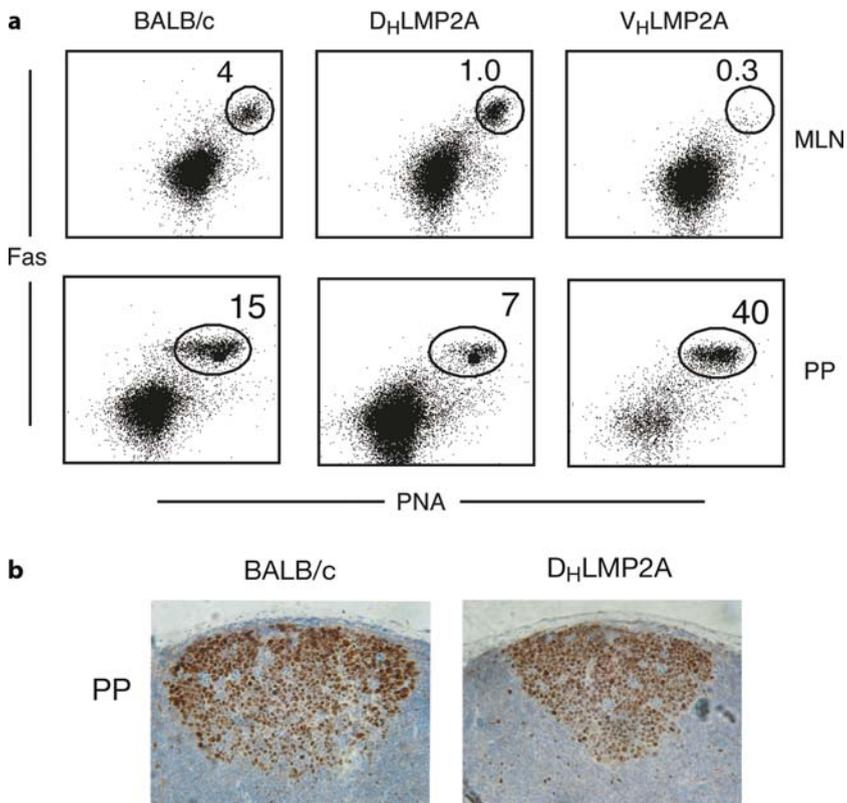 a BALB/c DHLMP2A VHLMP2A
4 1.0 0.3
MLN
Fas
15 7 40
PP
PNA
b BALB/c DHLMP2A
PP